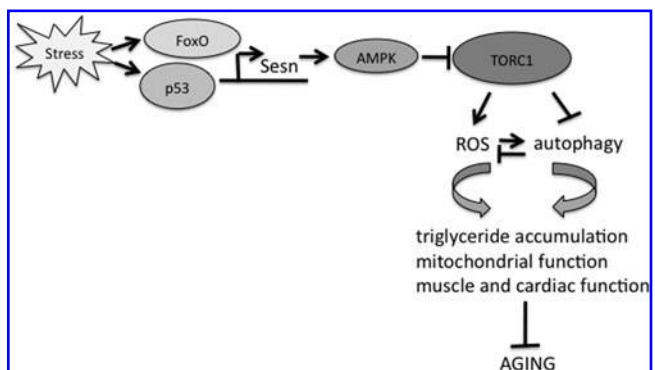 Stress
FoxO
p53
Sesn
AMPK
TORC1
ROS
autophagy
triglyceride accumulation
mitochondrial function
muscle and cardiac function
AGING